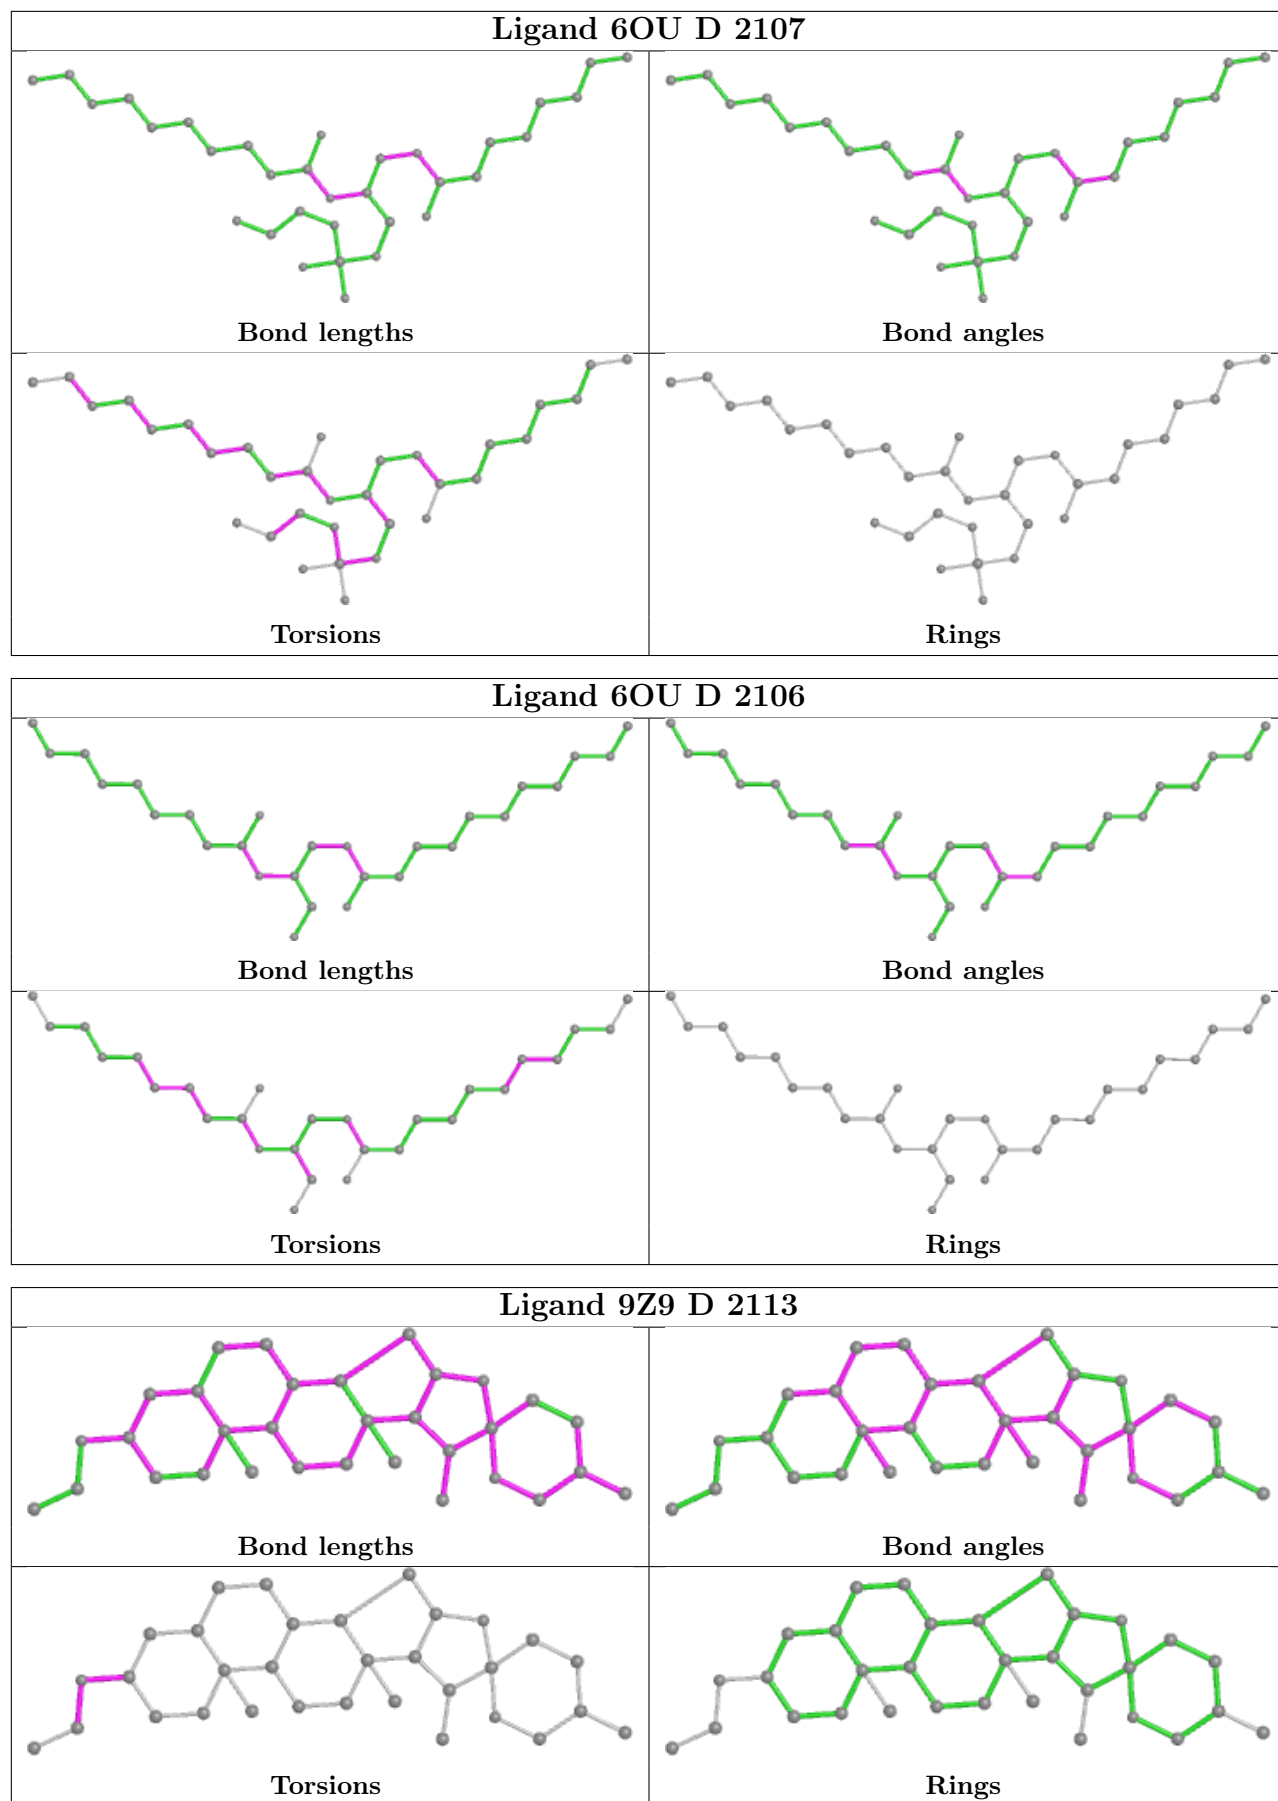 Ligand 6OU D 2107
Bond lengths
Bond angles
Torsions
Rings
Ligand 6OU D 2106
Bond lengths
Bond angles
Torsions
Rings
Ligand 9Z9 D 2113
Bond lengths
Bond angles
Torsions
Rings